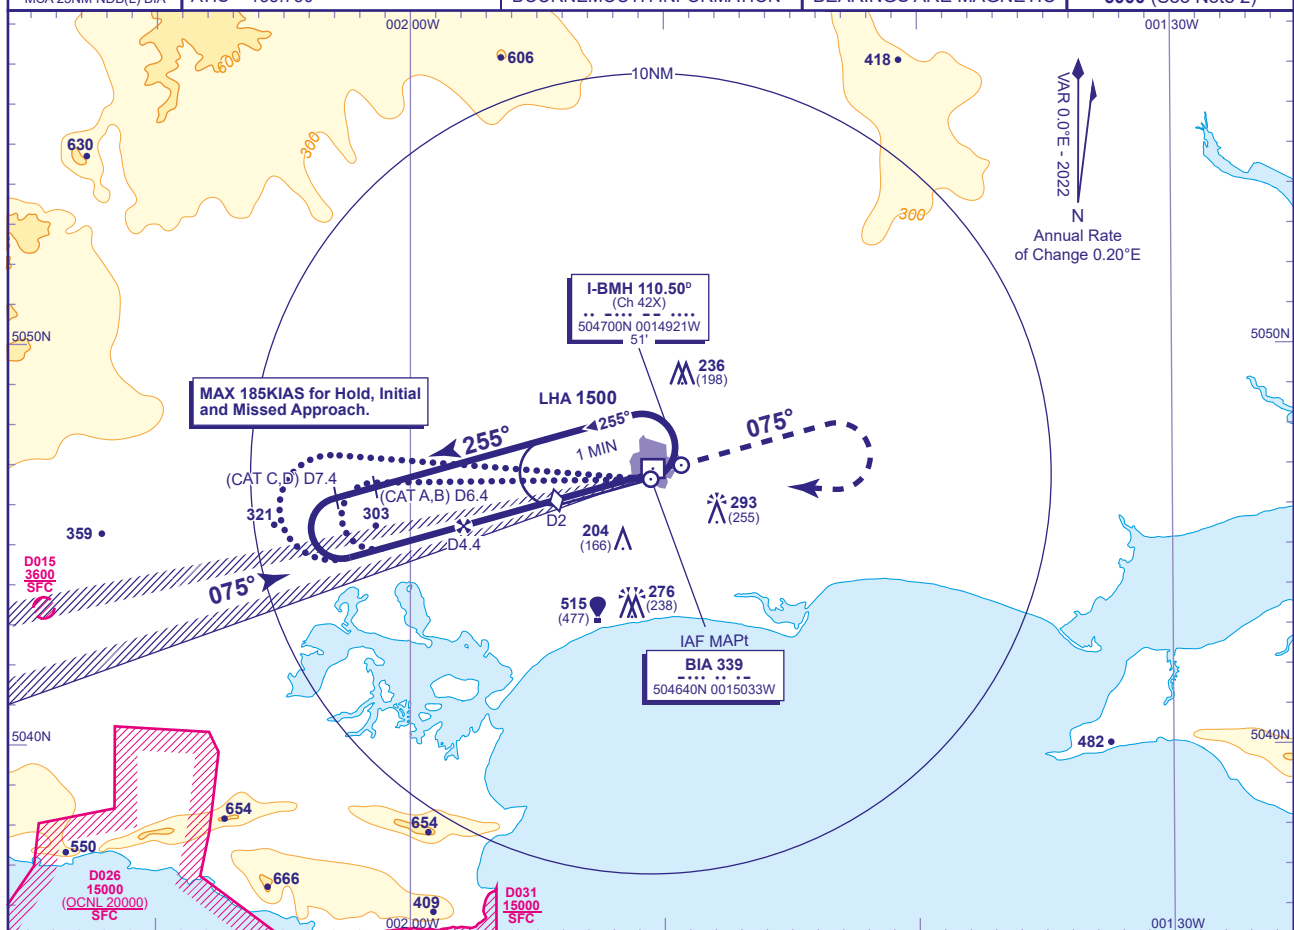 BOURNEMOUTH INFORMATION
BEARINGS ARE MAGNETIC
002 00W
001 30W
10NM
606
418
600
630
300
300
VAR 0.0°E - 2022
N
Annual Rate
of Change 0.20°E
I-BMH 110.50D
(Ch 42X)
504700N 0014921W
51'
5050N
5050N
236
(198)
MAX 185KIAS for Hold, Initial
and Missed Approach.
LHA 1500
255°
255°
1 MIN
075°
(CAT C,D) D7.4
(CAT A,B) D6.4
321
303
D4.4
D2
293
(255)
204
(166)
359
D015
3600
SFC
075°
515
(477)
276
(238)
IAF MAPt
BIA 339
504640N 0015033W
5040N
5040N
482
654
654
550
666
409
D026
15000
(OCNL 20000)
SFC
D031
15000
SFC
002 00W
001 30W